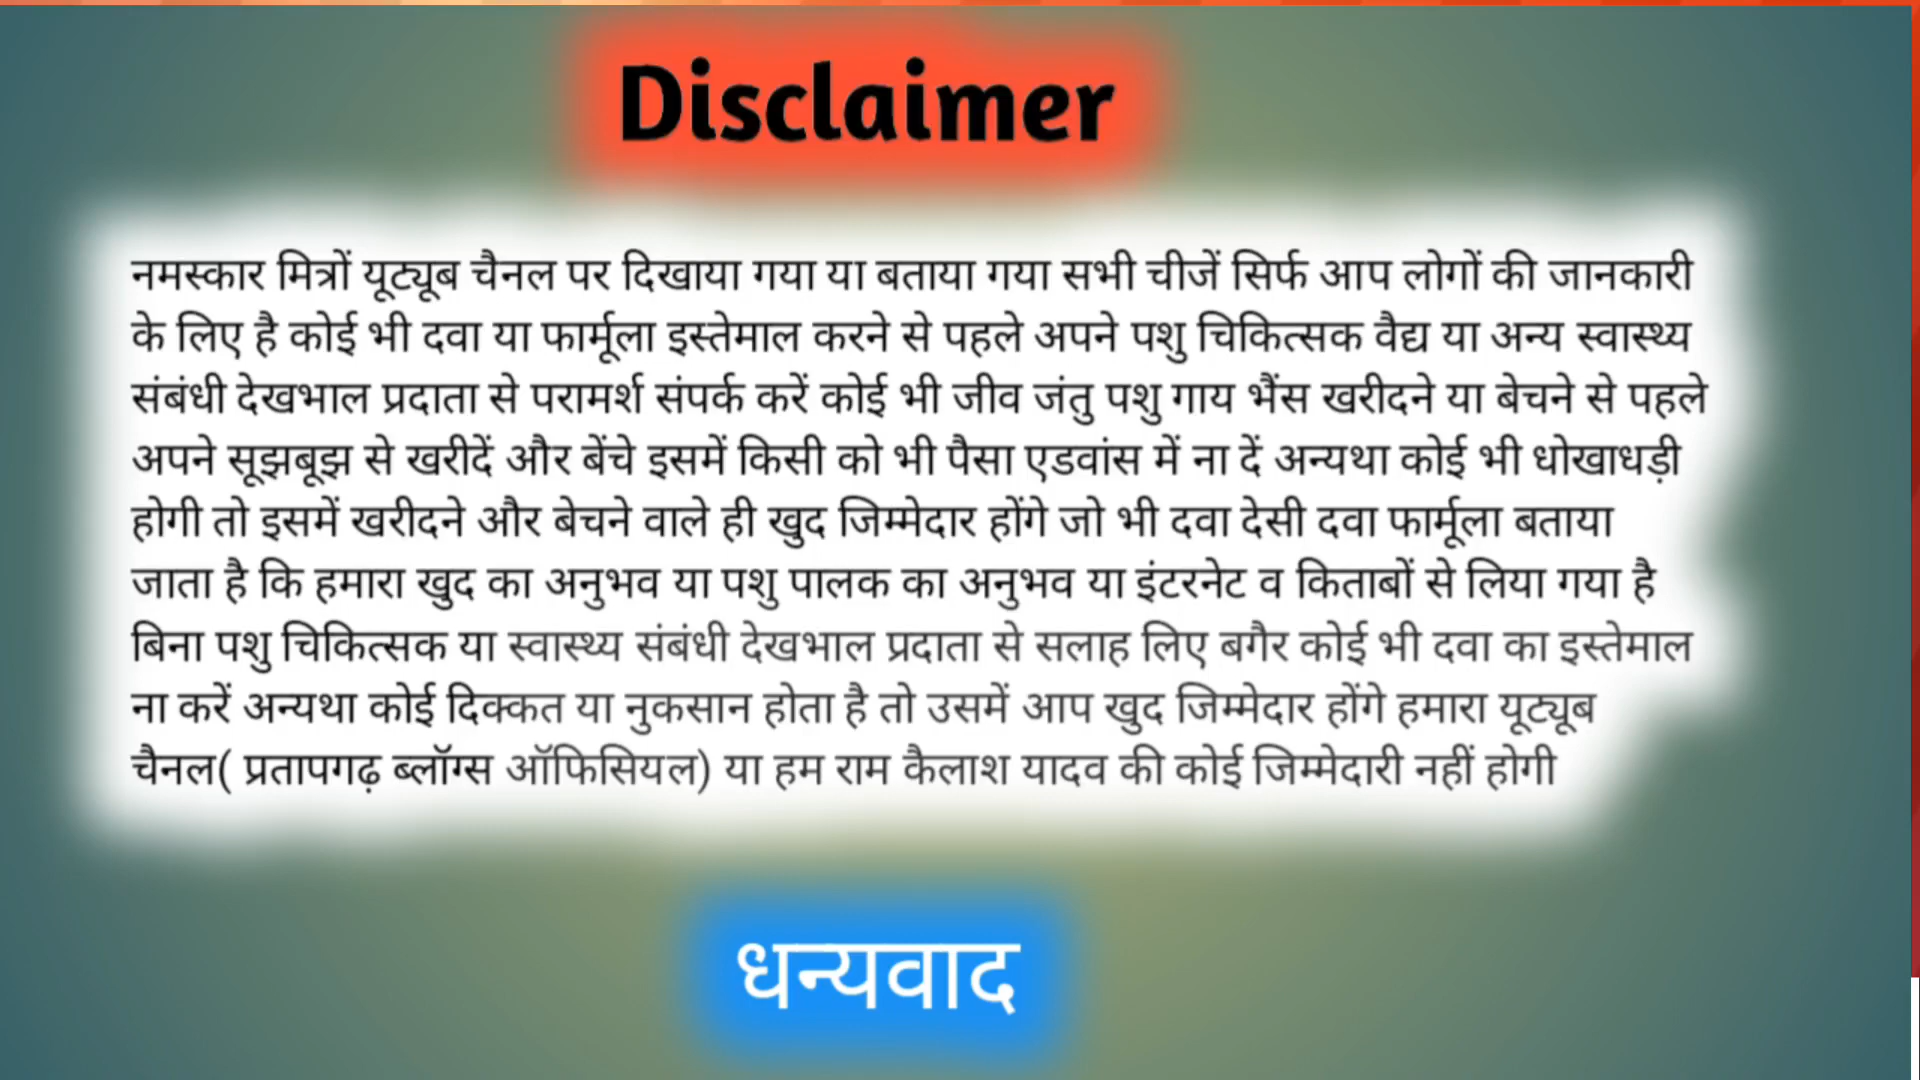 Disclaimer
नमस्कार मित्रों यूट्यूब चैनल पर दिखाया गया या बताया गया सभी चीजें सिर्फ आप लोगों की जानकारी
के लिए है कोई भी दवा या फार्मूला इस्तेमाल करने से पहले अपने पशु चिकित्सक वैद्य या अन्य स्वास्थ्य
संबंधी देखभाल प्रदाता से परामर्श संपर्क करें कोई भी जीव जंतु पशु गाय भैंस खरीदने या बेचने से पहले
अपने सूझबूझ से खरीदें और बेंचे इसमें किसी को भी पैसा एडवांस में ना दें अन्यथा कोई भी धोखाधड़ी
होगी तो इसमें खरीदने और बेचने वाले ही खुद जिम्मेदार होंगे जो भी दवा देसी दवा फार्मूला बताया
जाता है कि हमारा खुद का अनुभव या पशु पालक का अनुभव या इंटरनेट व किताबों से लिया गया है
बिना पशु चिकित्सक या स्वास्थ्य संबंधी देखभाल प्रदाता से सलाह लिए बगैर कोई भी दवा का इस्तेमाल
ना करें अन्यथा कोई दिक्कत या नुकसान होता है तो उसमें आप खुद जिम्मेदार होंगे हमारा यूट्यूब
चैनल( प्रतापगढ़ ब्लॉग्स ऑफिसियल) या हम राम कैलाश यादव की कोई जिम्मेदारी नहीं होगी
धन्यवाद